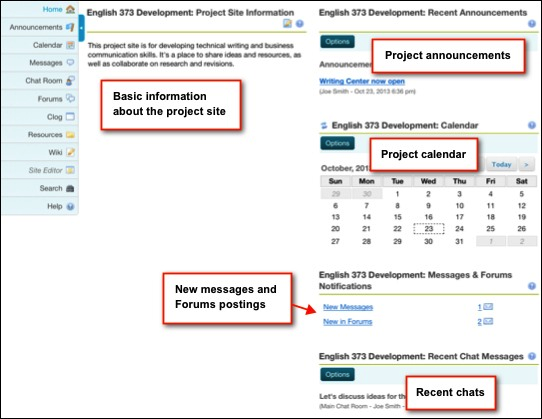 Home
Announcements
Calendar
Messages
Chat Room
Forums
Clog
Resources
Wiki
Site Editor
Search
Help
English 373 Development: Project Site Information
This project site is for developing technical writing and business
communication skills. It's a place to share ideas and resources, as
well as collaborate on research and revisions.
Basic information
about the project site
English 373 Development: Recent Announcements
Options
Project announcements
Announcemen
Writing Center now open
(Joe Smith - Oct 23, 2013 6:36 pm)
English 373 Development: Calendar
Options
Project calendar
October, 201
Today >
Sun Mon Tue Wed Thu Fri Sat
29 30 1 2 3 4 5
6 7 8 9 10 11 12
13 14 15 16 17 18 19
20 21 22 23 24 25 26
27 28 29 30 31 1 2
English 373 Development: Messages & Forums
Notifications
New messages and
Forums postings
New Messages 1
New in Forums 2
English 373 Development: Recent Chat Messages
Options
Recent chats
Let's discuss ideas for th
(Main Chat Room - Joe Smith -